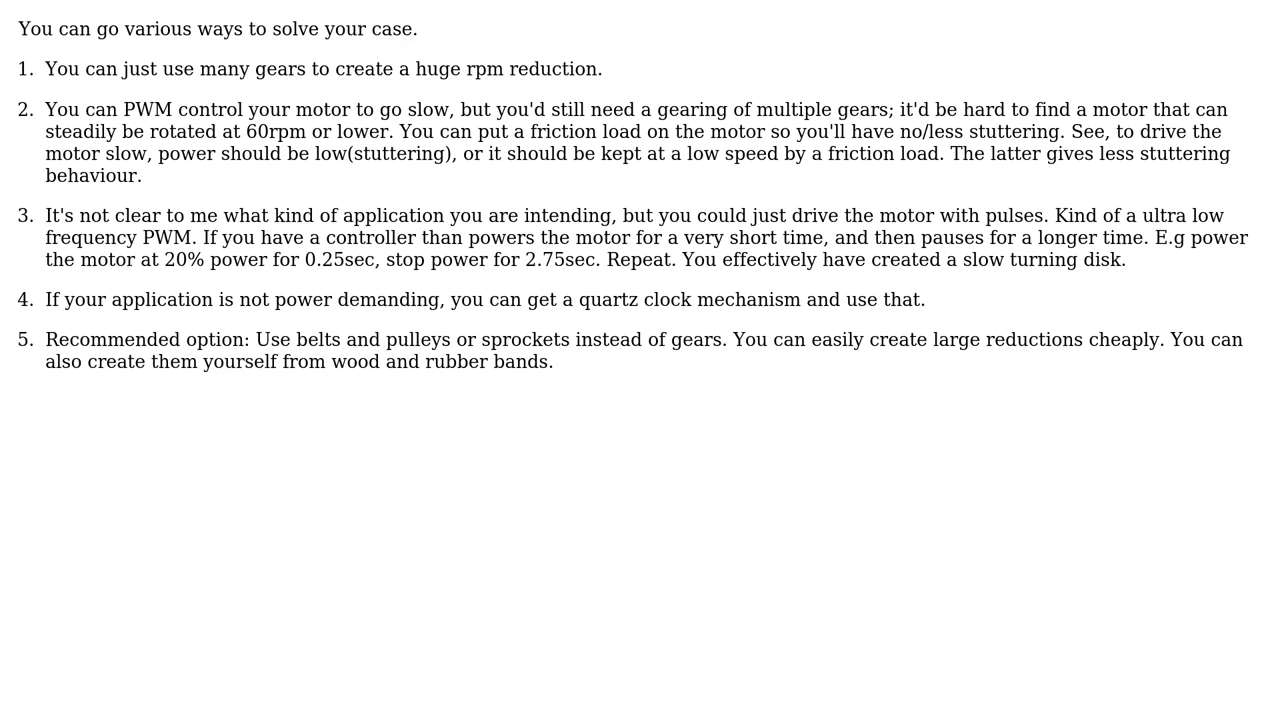 You can go various ways to solve your case.
1. You can just use many gears to create a huge rpm reduction.
2. You can PWM control your motor to go slow, but you'd still need a gearing of multiple gears; it'd be hard to find a motor that can
steadily be rotated at 60rpm or lower. You can put a friction load on the motor so you'll have no/less stuttering. See, to drive the
motor slow, power should be low(stuttering), or it should be kept at a low speed by a friction load. The latter gives less stuttering
behaviour.
3. It's not clear to me what kind of application you are intending, but you could just drive the motor with pulses. Kind of a ultra low
frequency PWM. If you have a controller than powers the motor for a very short time, and then pauses for a longer time. E.g power
the motor at 20% power for 0.25sec, stop power for 2.75sec. Repeat. You effectively have created a slow turning disk.
4. If your application is not power demanding, you can get a quartz clock mechanism and use that.
5. Recommended option: Use belts and pulleys or sprockets instead of gears. You can easily create large reductions cheaply. You can
also create them yourself from wood and rubber bands.